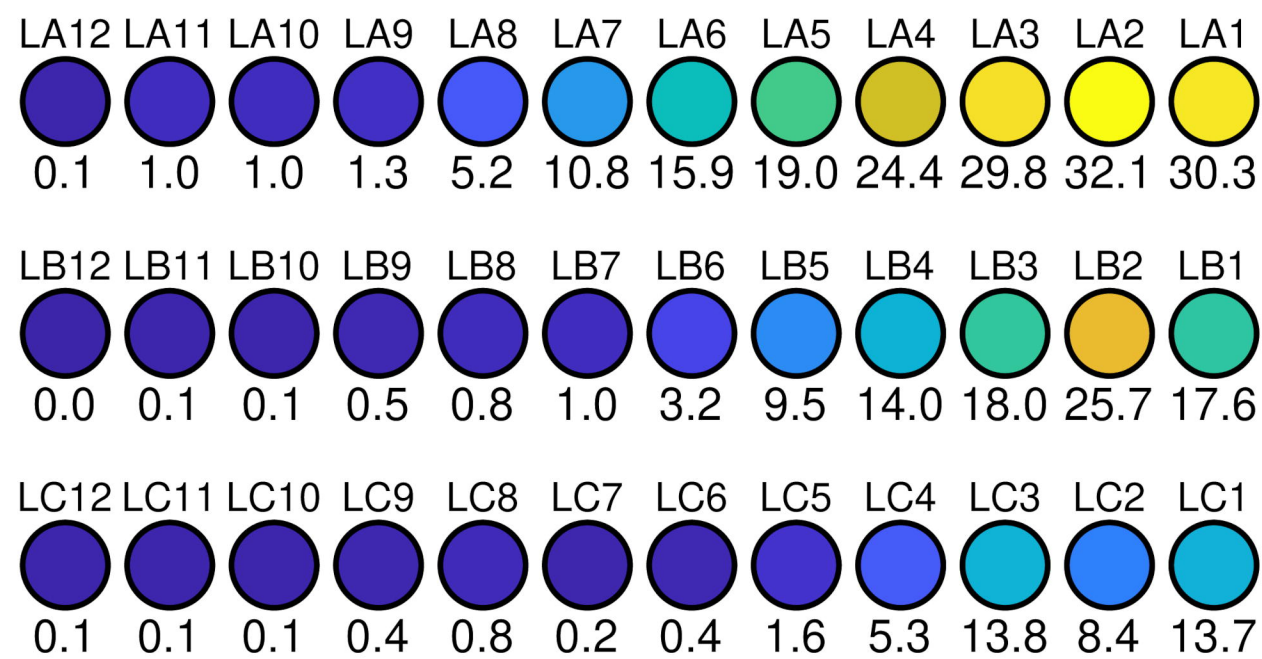 LA12 LA11 LA10 LA9 LA8 LA7 LA6 LA5 LA4 LA3 LA2 LA1
0.1 1.0 1.0 1.3 5.2 10.8 15.9 19.0 24.4 29.8 32.1 30.3
LB12 LB11 LB10 LB9 LB8 LB7 LB6 LB5 LB4 LB3 LB2 LB1
0.0 0.1 0.1 0.5 0.8 1.0 3.2 9.5 14.0 18.0 25.7 17.6
LC12 LC11 LC10 LC9 LC8 LC7 LC6 LC5 LC4 LC3 LC2 LC1
0.1 0.1 0.1 0.4 0.8 0.2 0.4 1.6 5.3 13.8 8.4 13.7